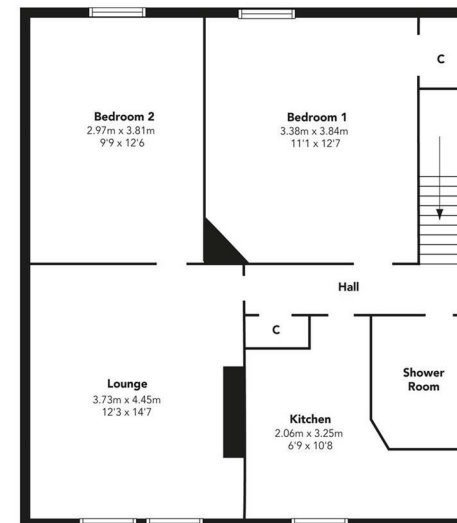 Bedroom 2
2.97m x 3.81m
9'9 x 12'6
Bedroom 1
3.38m x 3.84m
11'1 x 12'7
C
Hall
C
Lounge
3.73m x 4.45m
12'3 x 14'7
Kitchen
2.06m x 3.25m
6'9 x 10'8
Shower
Room